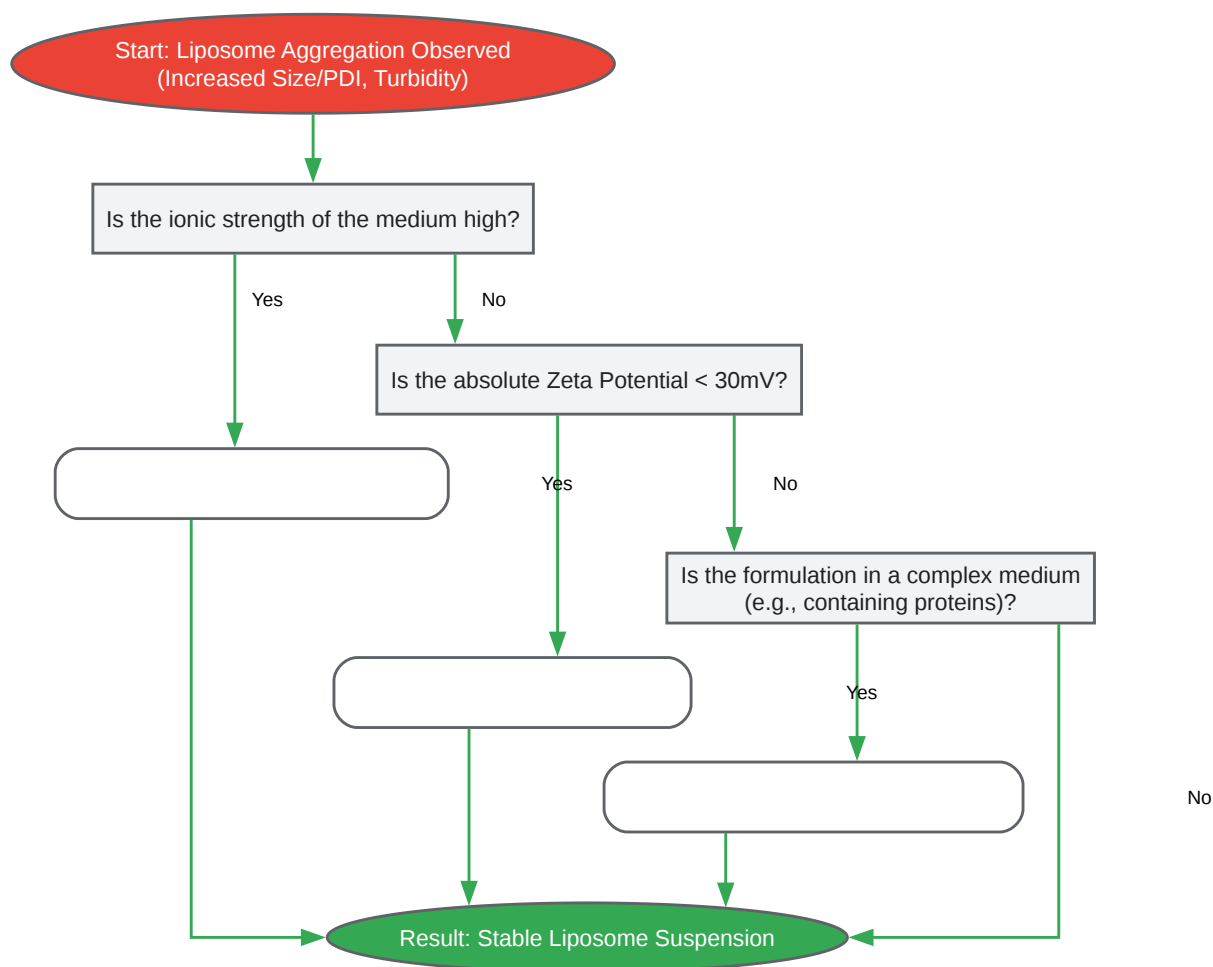 Start: Liposome Aggregation Observed
(Increased Size/PDI, Turbidity)
Is the ionic strength of the medium high?
Yes
No
Is the absolute Zeta Potential < 30mV?
Yes
No
Is the formulation in a complex medium
(e.g., containing proteins)?
Yes
No
Result: Stable Liposome Suspension